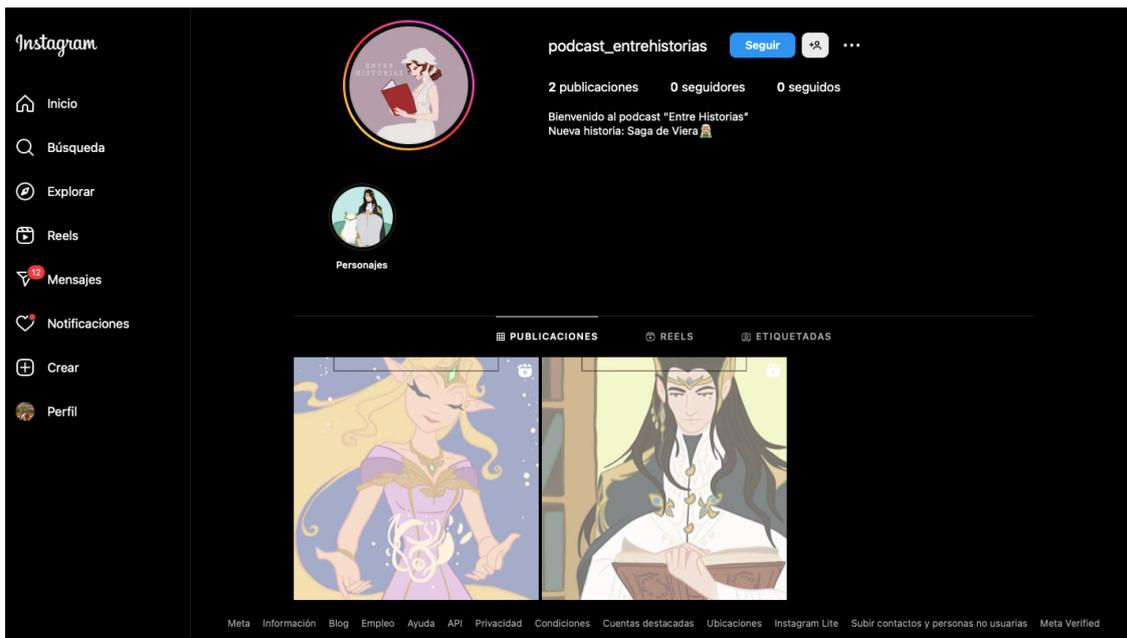 Instagram
Inicio
Búsqueda
Explorar
Reels
12
Mensajes
Notificaciones
Crear
Perfil
ENTRE
HISTORIAS
podcast_entrehistorias
Seguir
2 publicaciones 0 seguidores 0 seguidos
Bienvenido al podcast "Entre Historias"
Nueva historia: Saga de Viera
Personajes
PUBLICACIONES REELS ETIQUETADAS
Meta Información Blog Empleo Ayuda API Privacidad Condiciones Cuentas destacadas Ubicaciones Instagram Lite Subir contactos y personas no usuarias Meta Verified